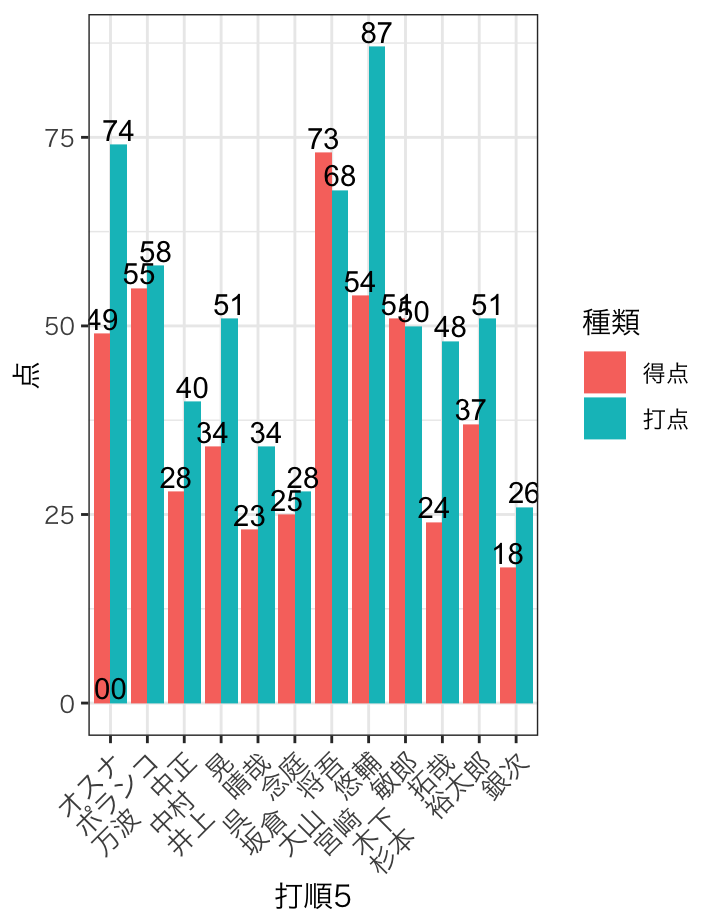 87
74
73
68
58
55
54
51
51
50
51
49
48
40
37
34
34
28
28
25
26
23
24
18
00
75
50
25
0
点
オスナ
ポランコ
万波 中正
中村 晃
井上 晴哉
呉 念庭
坂倉 将吾
大山 悠輔
宮﨑 敏郎
木下 拓哉
杉本 裕太郎
銀次
打順5
種類
得点
打点